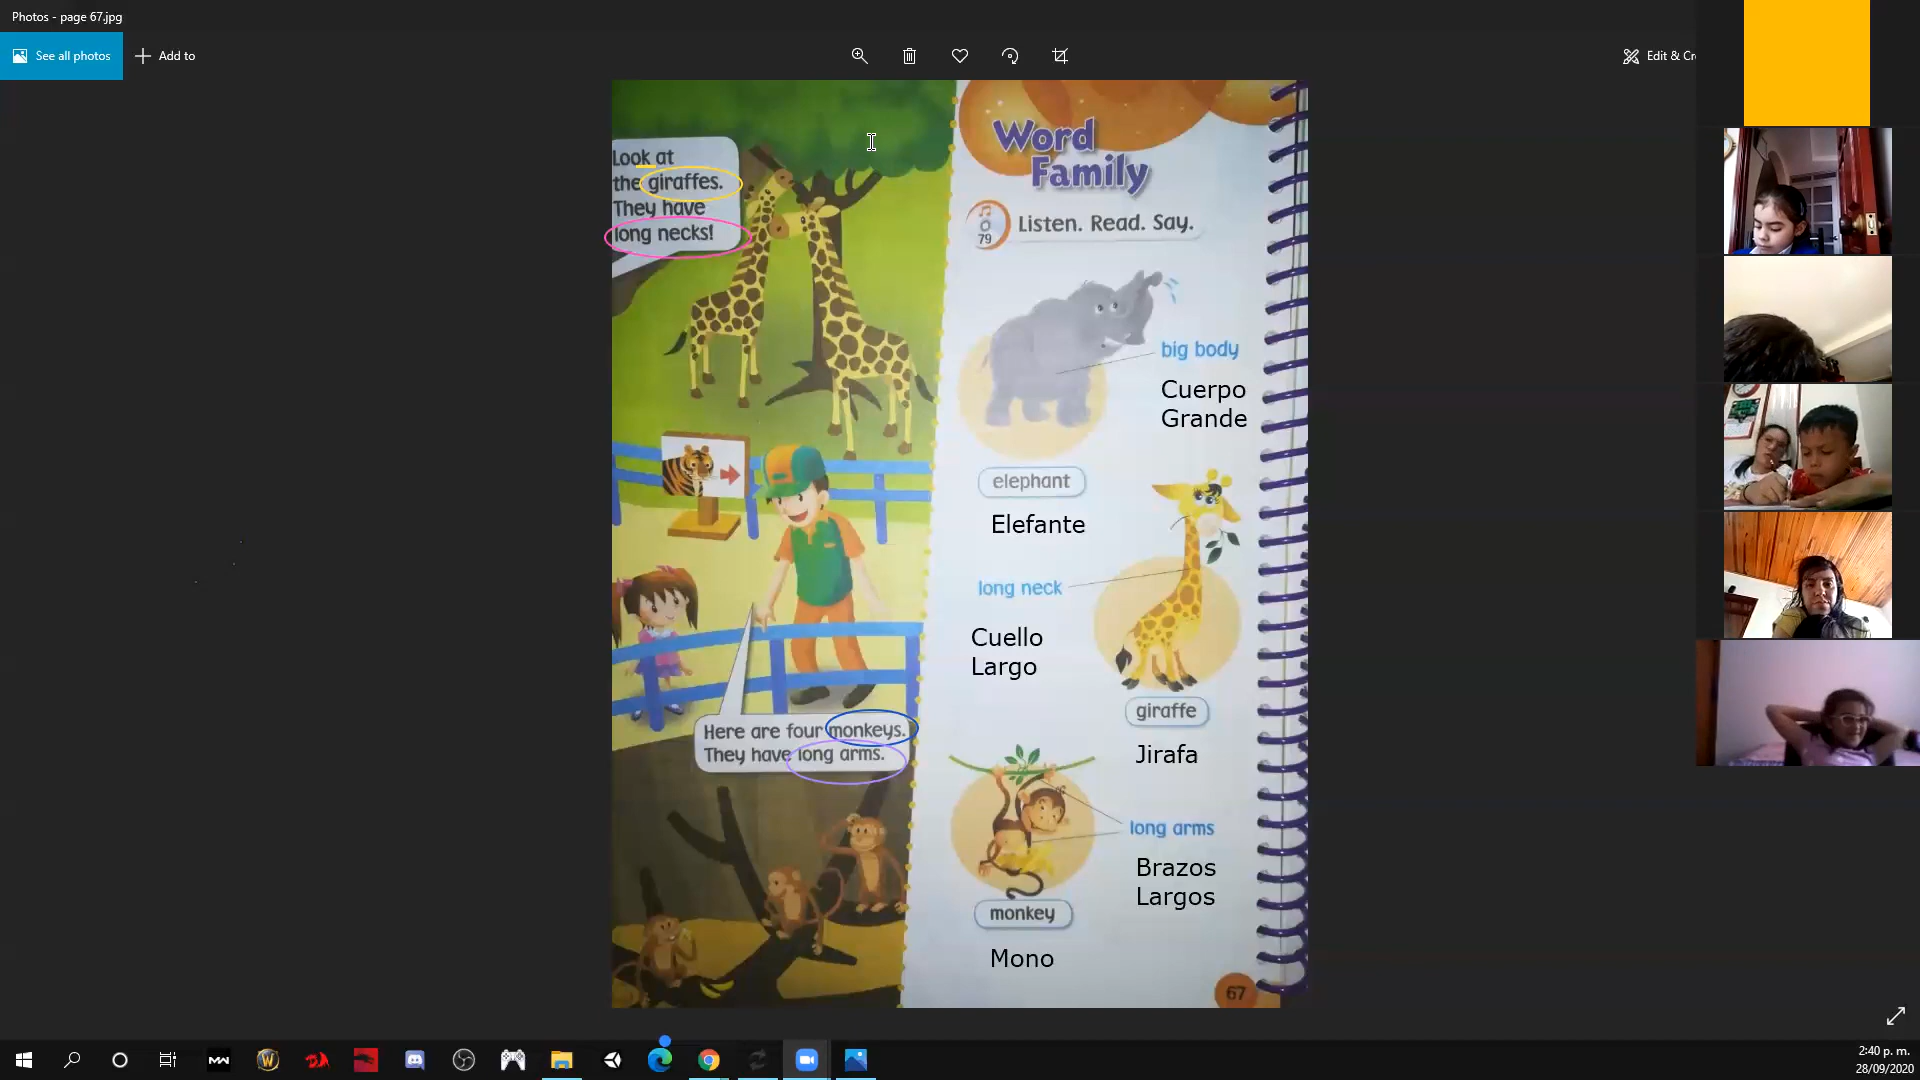 Photos - page 67.jpg
See all photos
Add to
Edit & Cr
Look at
the giraffes.
They have
long necks!
Here are four monkeys.
They have long arms.
Word
Family
79
Listen. Read. Say.
big body
Cuerpo
Grande
elephant
Elefante
long neck
Cuello
Largo
giraffe
Jirafa
long arms
Brazos
Largos
monkey
Mono
67
MW
2:40 p. m.
28/09/2020